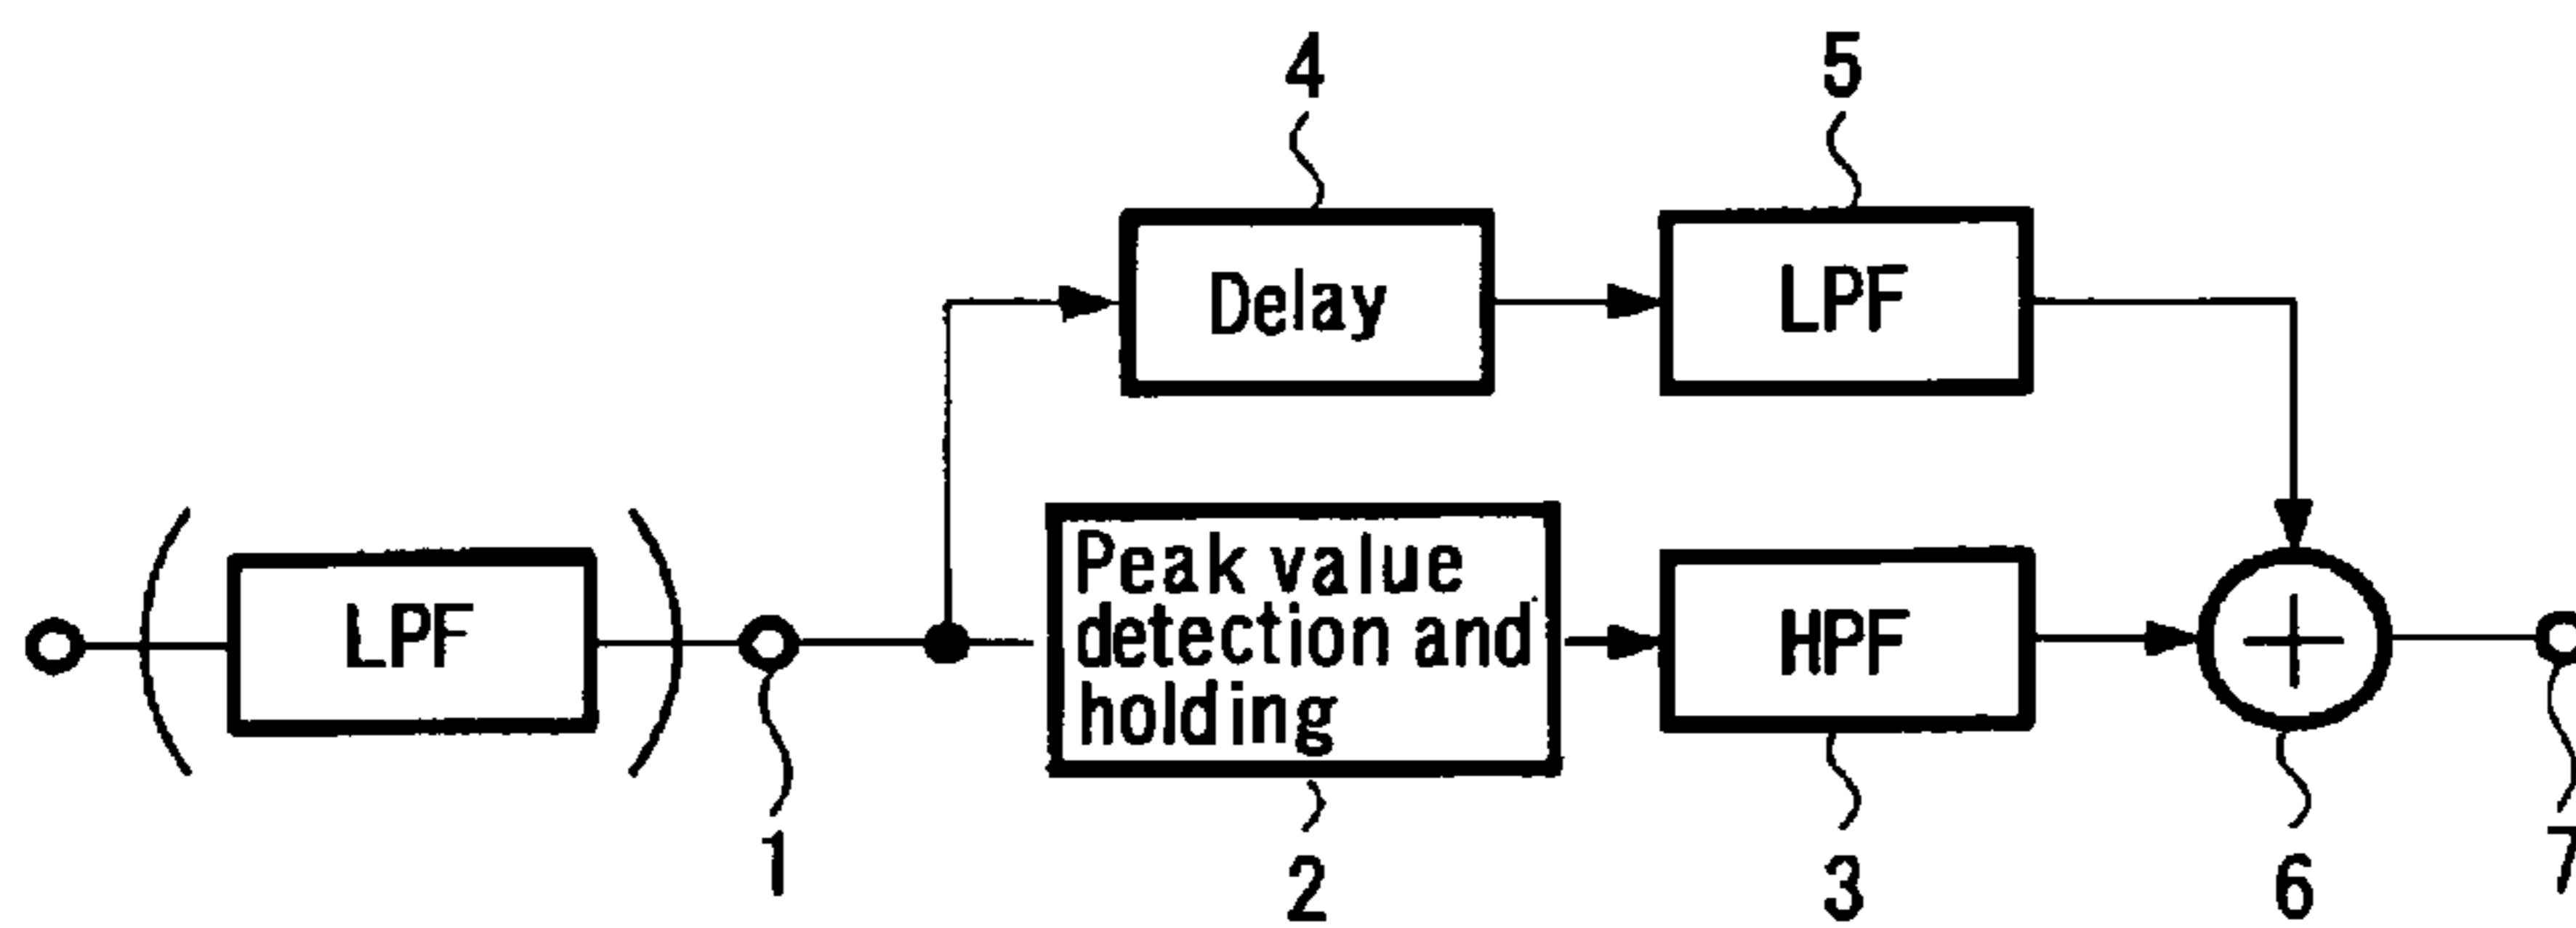 4 5
Delay LPF
LPF
Peak value
detection and
holding
HPF
+
1 2 3 6 7